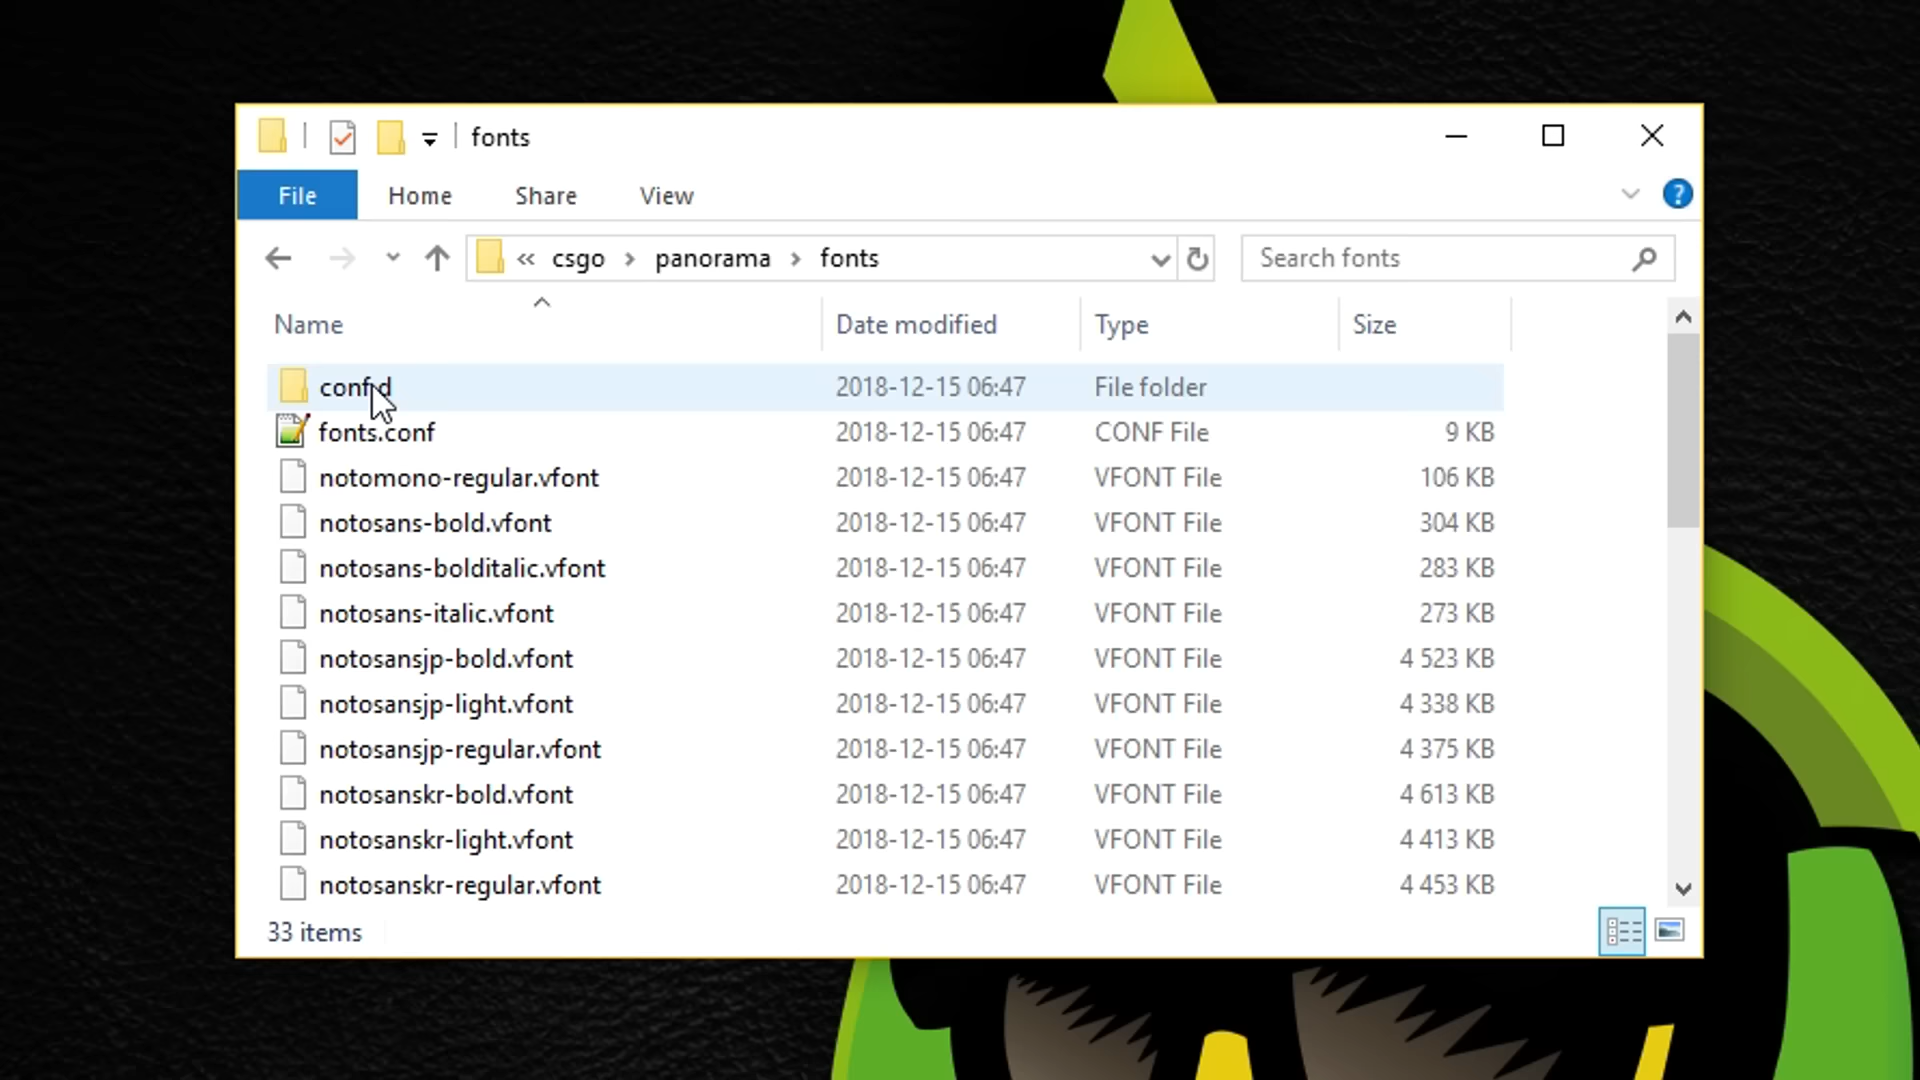 fonts
File Home Share View
« csgo › panorama › fonts Search fonts
Name Date modified Type Size
conf.d 2018-12-15 06:47 File folder
fonts.conf 2018-12-15 06:47 CONF File 9 KB
notomono-regular.vfont 2018-12-15 06:47 VFONT File 106 KB
notosans-bold.vfont 2018-12-15 06:47 VFONT File 304 KB
notosans-bolditalic.vfont 2018-12-15 06:47 VFONT File 283 KB
notosans-italic.vfont 2018-12-15 06:47 VFONT File 273 KB
notosansjp-bold.vfont 2018-12-15 06:47 VFONT File 4 523 KB
notosansjp-light.vfont 2018-12-15 06:47 VFONT File 4 338 KB
notosansjp-regular.vfont 2018-12-15 06:47 VFONT File 4 375 KB
notosanskr-bold.vfont 2018-12-15 06:47 VFONT File 4 613 KB
notosanskr-light.vfont 2018-12-15 06:47 VFONT File 4 413 KB
notosanskr-regular.vfont 2018-12-15 06:47 VFONT File 4 453 KB
33 items